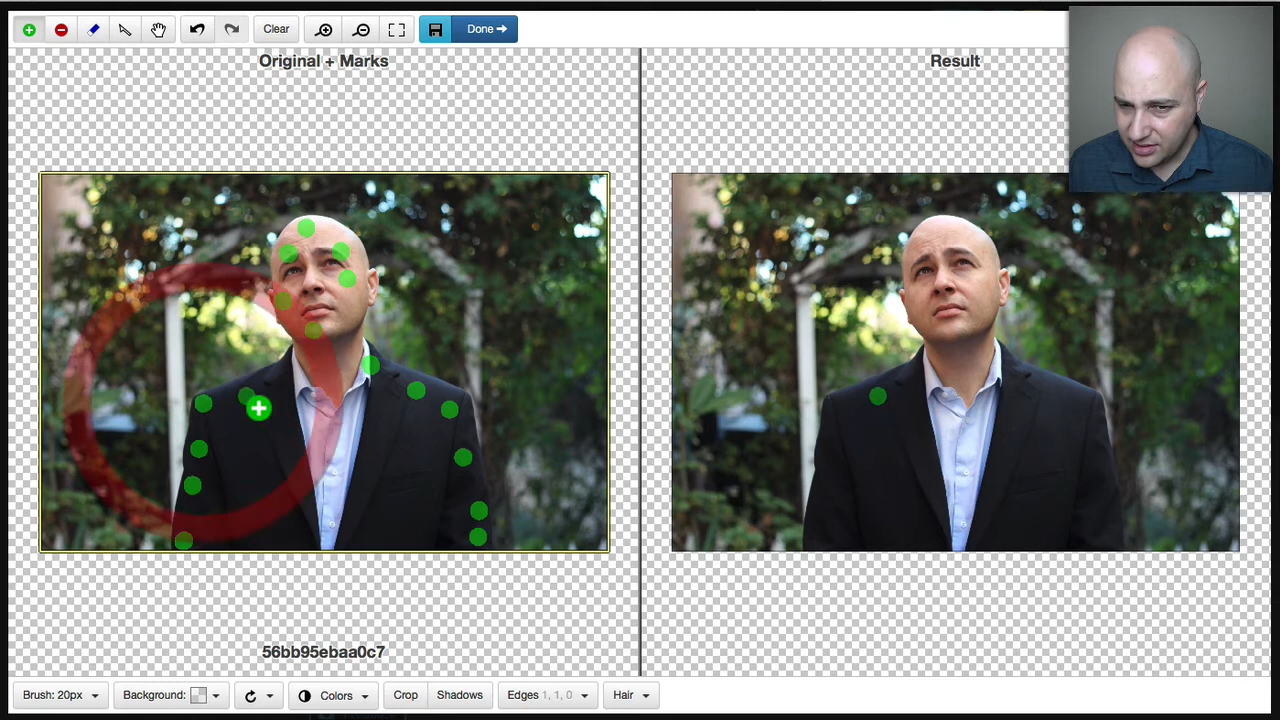 Clear
Done
Original + Marks
Result
56bb95ebaa0c7
Brush: 20px
Background:
Colors
Crop
Shadows
Edges 1, 1, 0
Hair